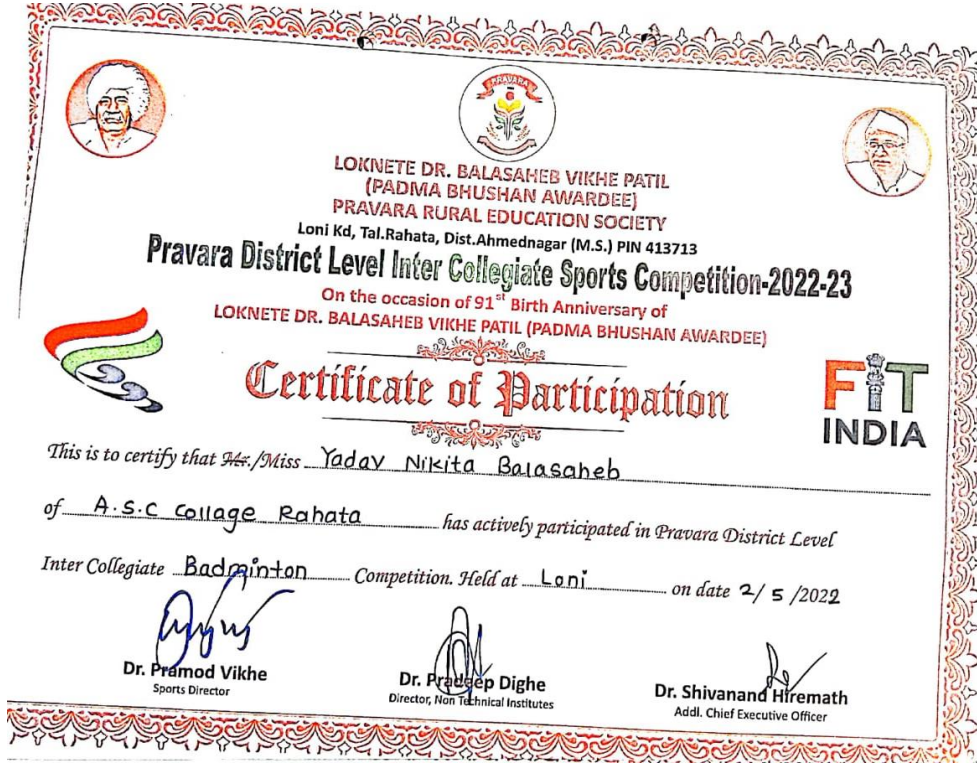 PRAVARA
LOKNETE DR. BALASAHEB VIKHE PATIL
(PADMA BHUSHAN AWARDEE)
PRAVARA RURAL EDUCATION SOCIETY
Loni Kd, Tal.Rahata, Dist.Ahmednagar (M.S.) PIN 413713
Pravara District Level Inter Collegiate Sports Competition-2022-23
On the occasion of 91st Birth Anniversary of
LOKNETE DR. BALASAHEB VIKHE PATIL (PADMA BHUSHAN AWARDEE)
Certificate of Participation
FIT
INDIA
This is to certify that Mr./Miss Yadav Nikita Balasaheb
of A.S.C Collage Rahata has actively participated in Pravara District Level
Inter Collegiate Badminton Competition. Held at Loni on date 2/5/2022
Dr. Pramod Vikhe
Sports Director
Dr. Pradeep Dighe
Director, Non Technical Institutes
Dr. Shivanand Hiremath
Addl. Chief Executive Officer